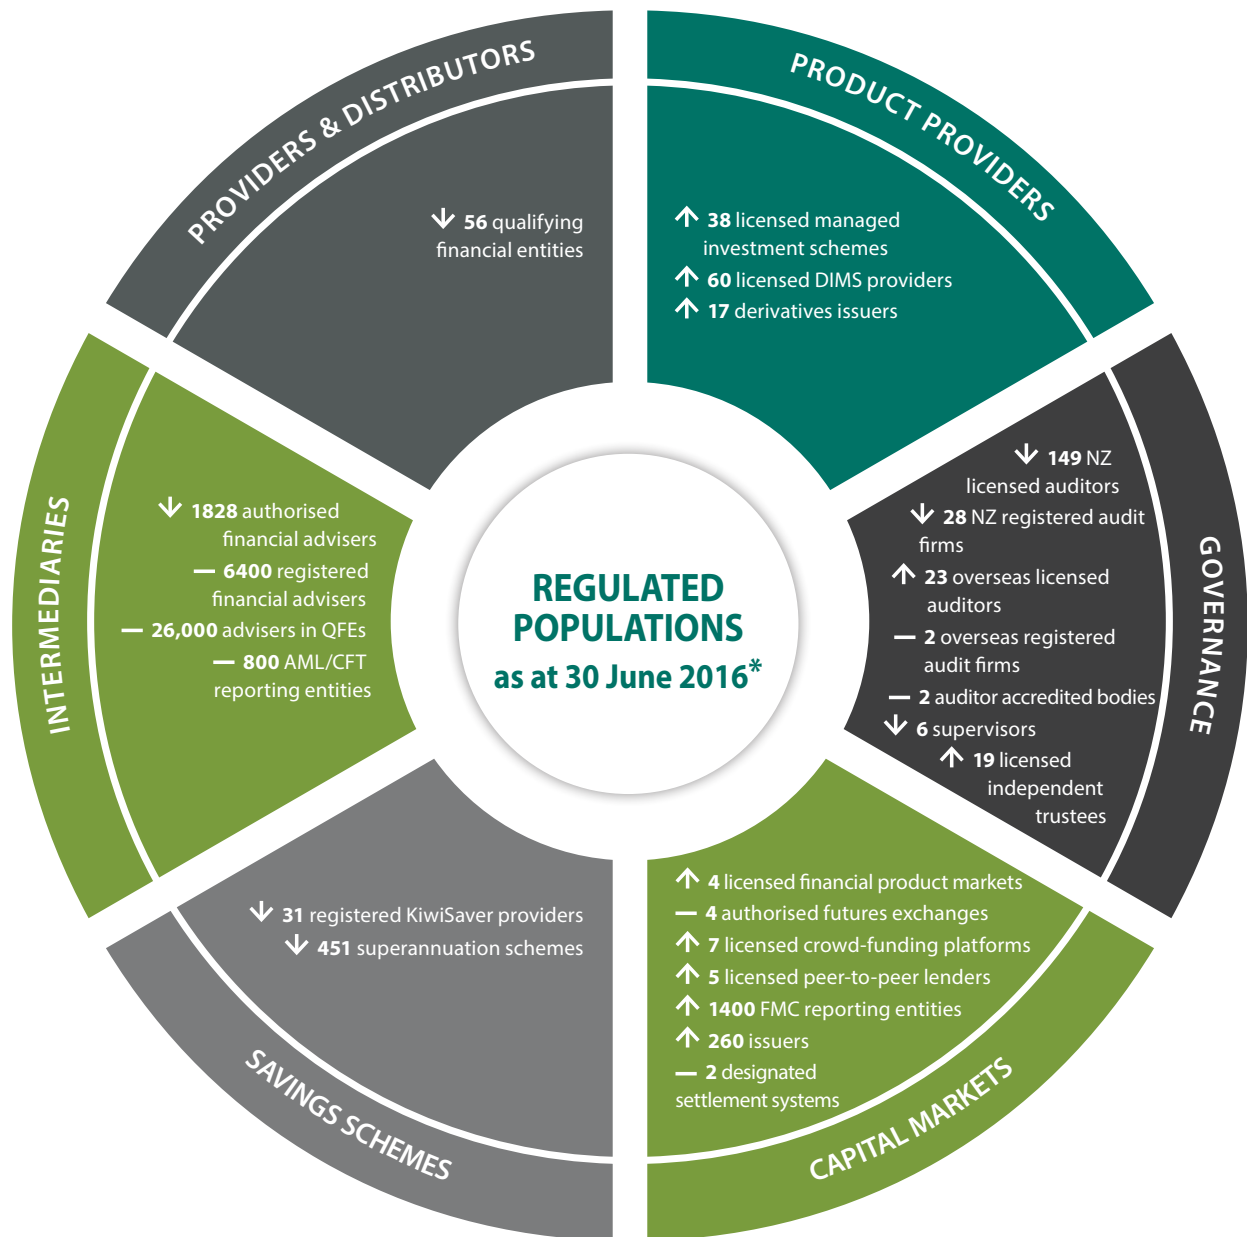 PROVIDERS & DISTRIBUTORS
↓ 56 qualifying
financial entities
PRODUCT PROVIDERS
↑ 38 licensed managed
investment schemes
↑ 60 licensed DIMS providers
↑ 17 derivatives issuers
GOVERNANCE
↓ 149 NZ
licensed auditors
↓ 28 NZ registered audit
firms
↑ 23 overseas licensed
auditors
— 2 overseas registered
audit firms
— 2 auditor accredited bodies
↓ 6 supervisors
↑ 19 licensed
independent
trustees
CAPITAL MARKETS
↑ 4 licensed financial product markets
— 4 authorised futures exchanges
↑ 7 licensed crowd-funding platforms
↑ 5 licensed peer-to-peer lenders
↑ 1400 FMC reporting entities
↑ 260 issuers
— 2 designated
settlement systems
SAVINGS SCHEMES
↓ 31 registered KiwiSaver providers
↓ 451 superannuation schemes
INTERMEDIARIES
↓ 1828 authorised
financial advisers
— 6400 registered
financial advisers
— 26,000 advisers in QFEs
— 800 AML/CFT
reporting entities
REGULATED
POPULATIONS
as at 30 June 2016*